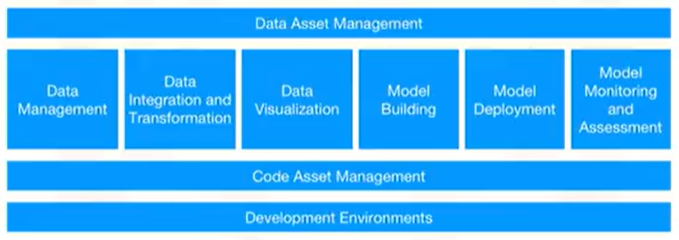 Data Asset Management
Data
Management
Data
Integration and
Transformation
Data
Visualization
Model
Building
Model
Deployment
Model
Monitoring
and
Assessment
Code Asset Management
Development Environments